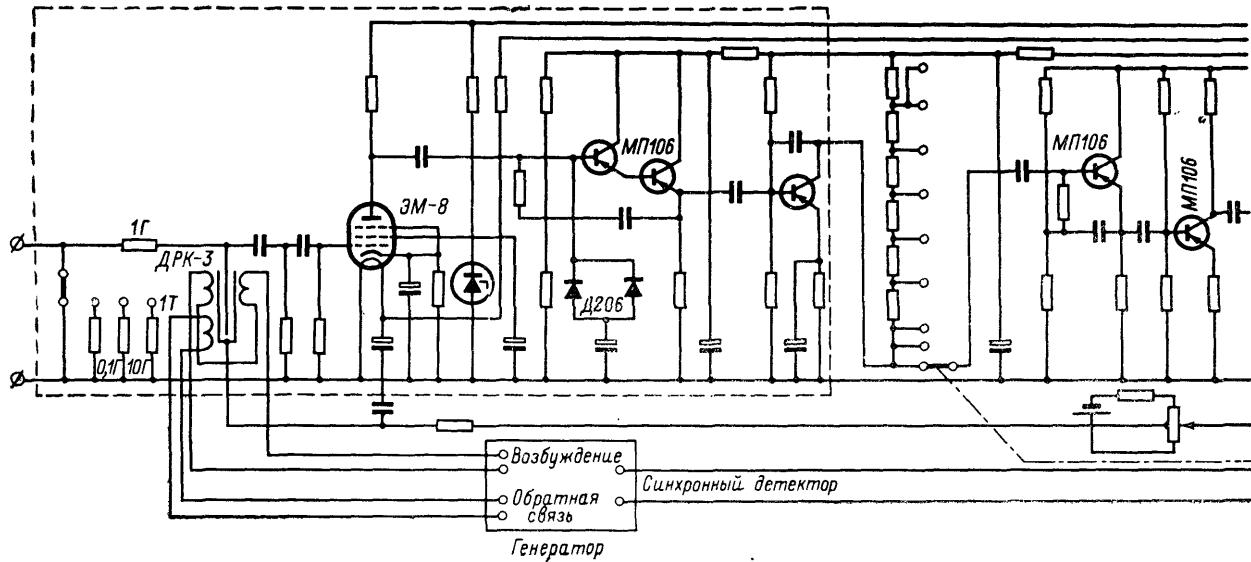 МП106
МП106
МП106
ЭМ-8
1Г
ДРК-3
1Т
Д206
0,1Г 10Г
Возбуждение
Синхронный детектор
Обратная
связь
Генератор